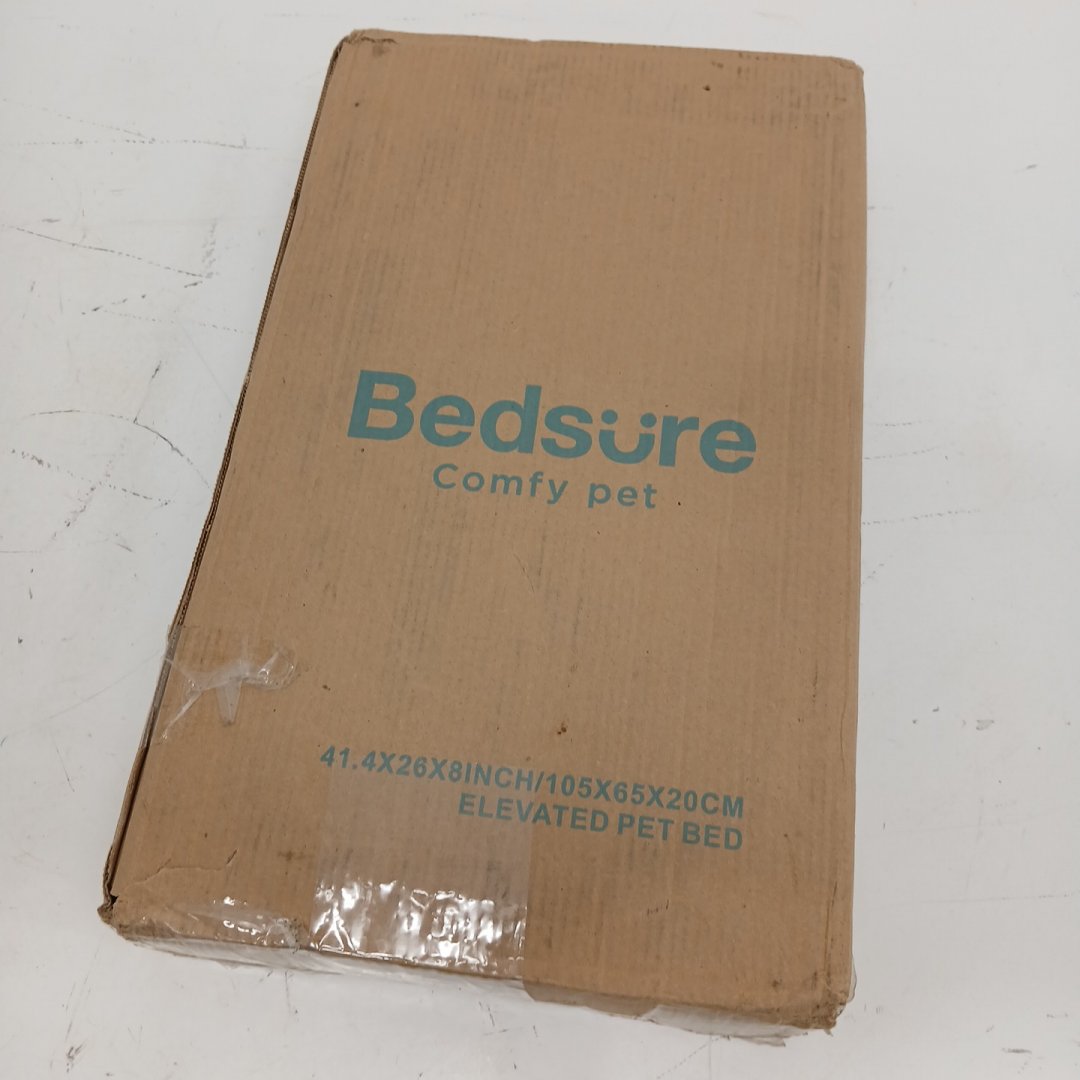 Bedsure
Comfy pet
41.4X26X8INCH/105X65X20CM
ELEVATED PET BED